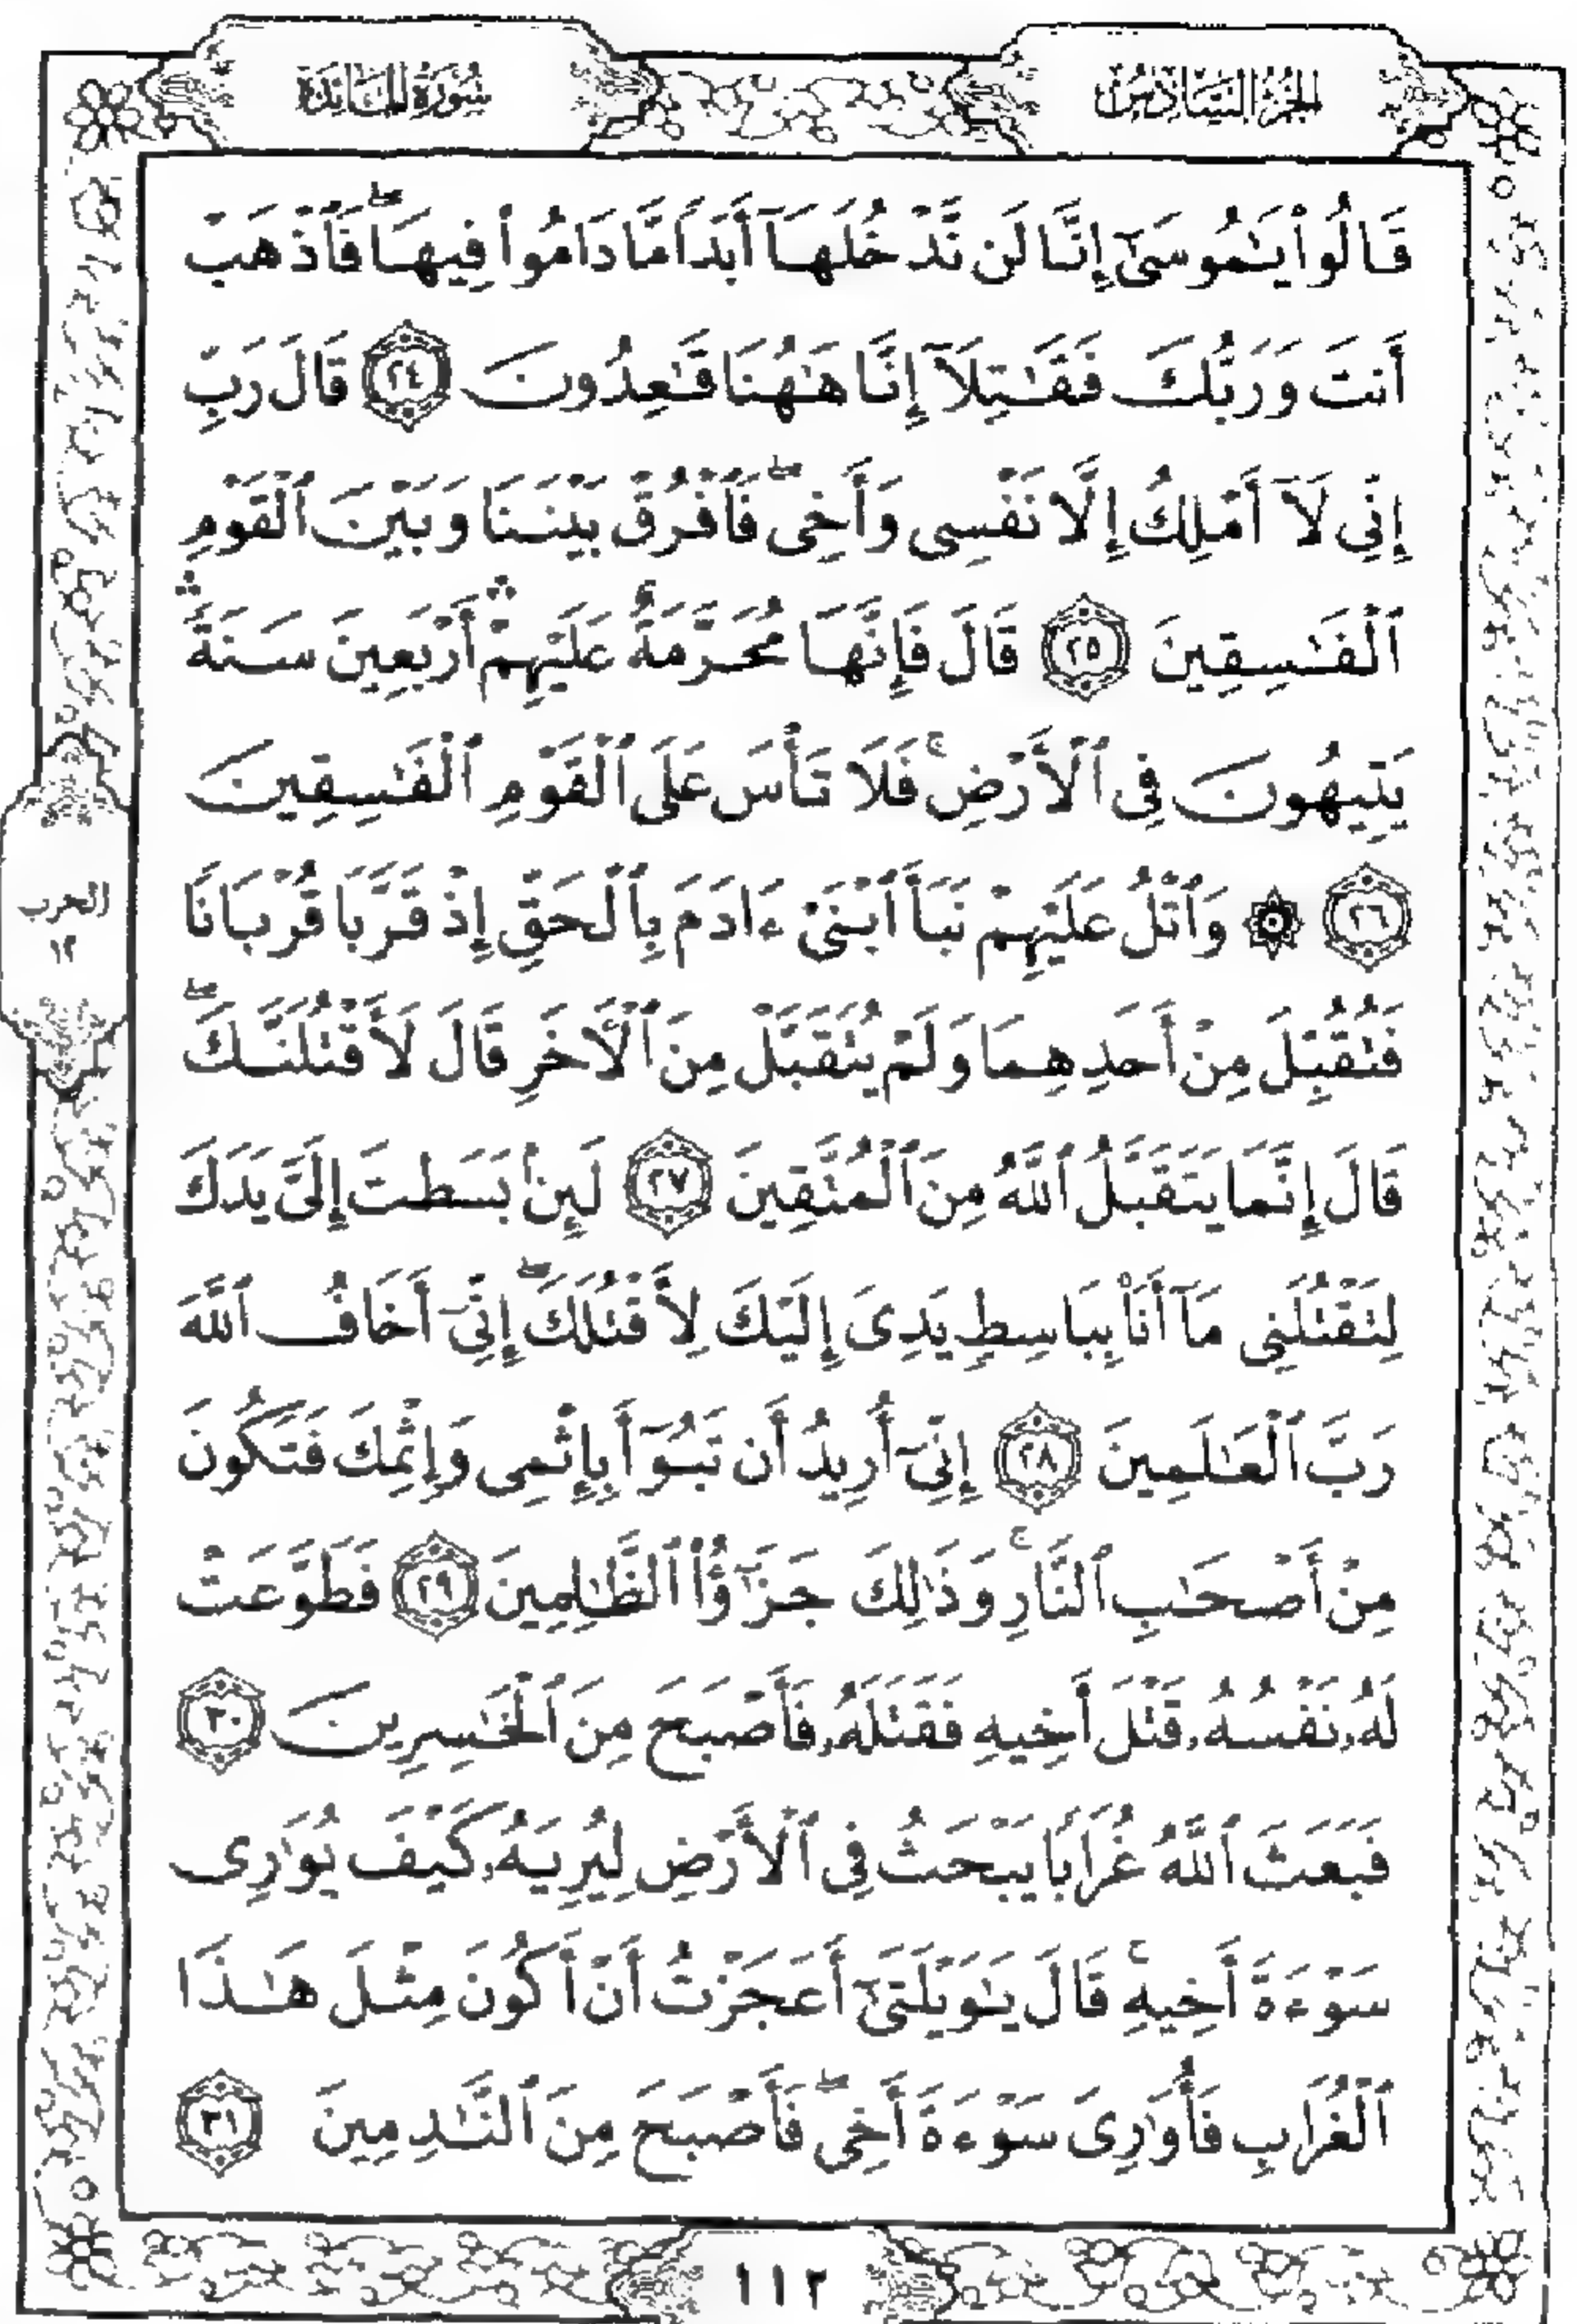 الجزء السادس
سورة المائدة
قَالُواْ يَٰمُوسَىٰٓ إِنَّا لَن نَّدْخُلَهَآ أَبَدًا مَّا دَامُواْ فِيهَا ۖ فَٱذْهَبْ
أَنتَ وَرَبُّكَ فَقَٰتِلَآ إِنَّا هَٰهُنَا قَٰعِدُونَ ٢٤ قَالَ رَبِّ
إِنِّى لَآ أَمْلِكُ إِلَّا نَفْسِى وَأَخِى ۖ فَٱفْرُقْ بَيْنَنَا وَبَيْنَ ٱلْقَوْمِ
ٱلْفَٰسِقِينَ ٢٥ قَالَ فَإِنَّهَا مُحَرَّمَةٌ عَلَيْهِمْ ۛ أَرْبَعِينَ سَنَةً ۛ
يَتِيهُونَ فِى ٱلْأَرْضِ ۚ فَلَا تَأْسَ عَلَى ٱلْقَوْمِ ٱلْفَٰسِقِينَ
٢٦ ۞ وَٱتْلُ عَلَيْهِمْ نَبَأَ ٱبْنَىْ ءَادَمَ بِٱلْحَقِّ إِذْ قَرَّبَا قُرْبَانًا
فَتُقُبِّلَ مِنْ أَحَدِهِمَا وَلَمْ يُتَقَبَّلْ مِنَ ٱلْأٓخَرِ قَالَ لَأَقْتُلَنَّكَ ۖ
قَالَ إِنَّمَا يَتَقَبَّلُ ٱللَّهُ مِنَ ٱلْمُتَّقِينَ ٢٧ لَئِنۢ بَسَطتَ إِلَىَّ يَدَكَ
لِتَقْتُلَنِى مَآ أَنَا۠ بِبَاسِطٍ يَدِىَ إِلَيْكَ لِأَقْتُلَكَ ۖ إِنِّىٓ أَخَافُ ٱللَّهَ
رَبَّ ٱلْعَٰلَمِينَ ٢٨ إِنِّىٓ أُرِيدُ أَن تَبُوٓأَ بِإِثْمِى وَإِثْمِكَ فَتَكُونَ
مِنْ أَصْحَٰبِ ٱلنَّارِ ۚ وَذَٰلِكَ جَزَٰٓؤُاْ ٱلظَّٰلِمِينَ ٢٩ فَطَوَّعَتْ
لَهُۥ نَفْسُهُۥ قَتْلَ أَخِيهِ فَقَتَلَهُۥ فَأَصْبَحَ مِنَ ٱلْخَٰسِرِينَ ٣٠
فَبَعَثَ ٱللَّهُ غُرَابًا يَبْحَثُ فِى ٱلْأَرْضِ لِيُرِيَهُۥ كَيْفَ يُوَٰرِى
سَوْءَةَ أَخِيهِ ۚ قَالَ يَٰوَيْلَتَىٰٓ أَعَجَزْتُ أَنْ أَكُونَ مِثْلَ هَٰذَا
ٱلْغُرَابِ فَأُوَٰرِىَ سَوْءَةَ أَخِى ۖ فَأَصْبَحَ مِنَ ٱلنَّٰدِمِينَ ٣١
الحزب
١٢
١١٢